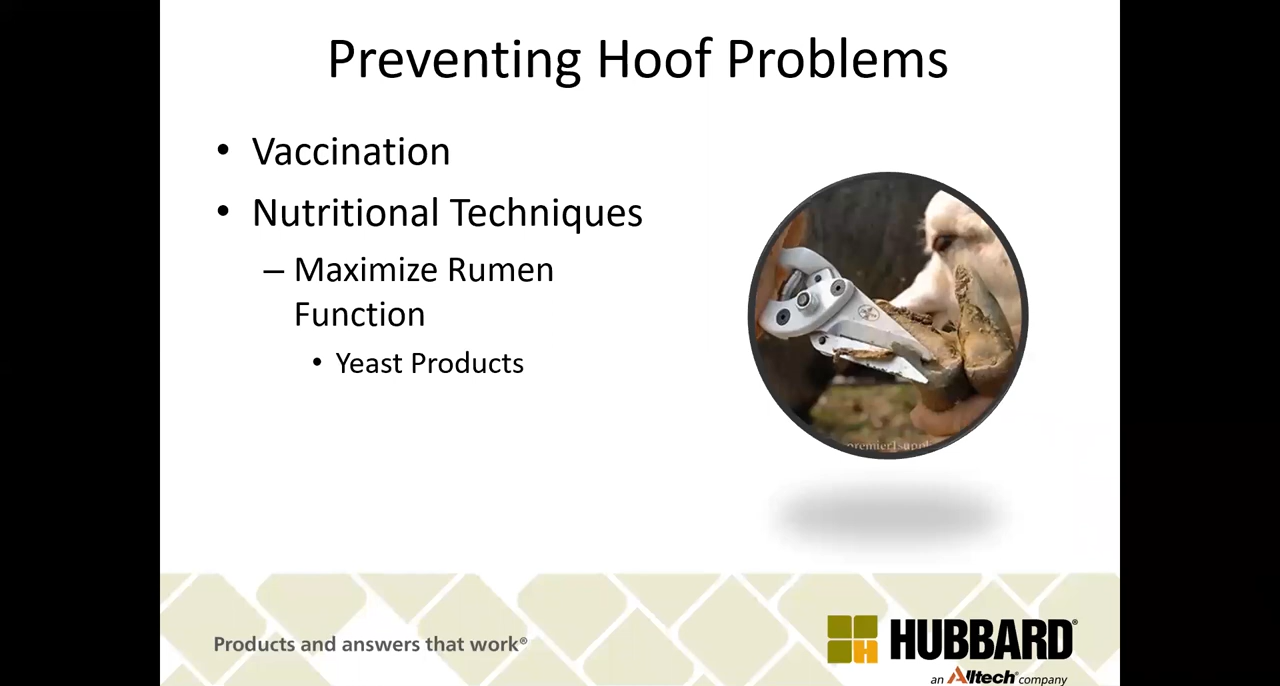 Preventing Hoof Problems
• Vaccination
• Nutritional Techniques
– Maximize Rumen
Function
• Yeast Products
Products and answers that work®
HUBBARD®
an Alltech® company